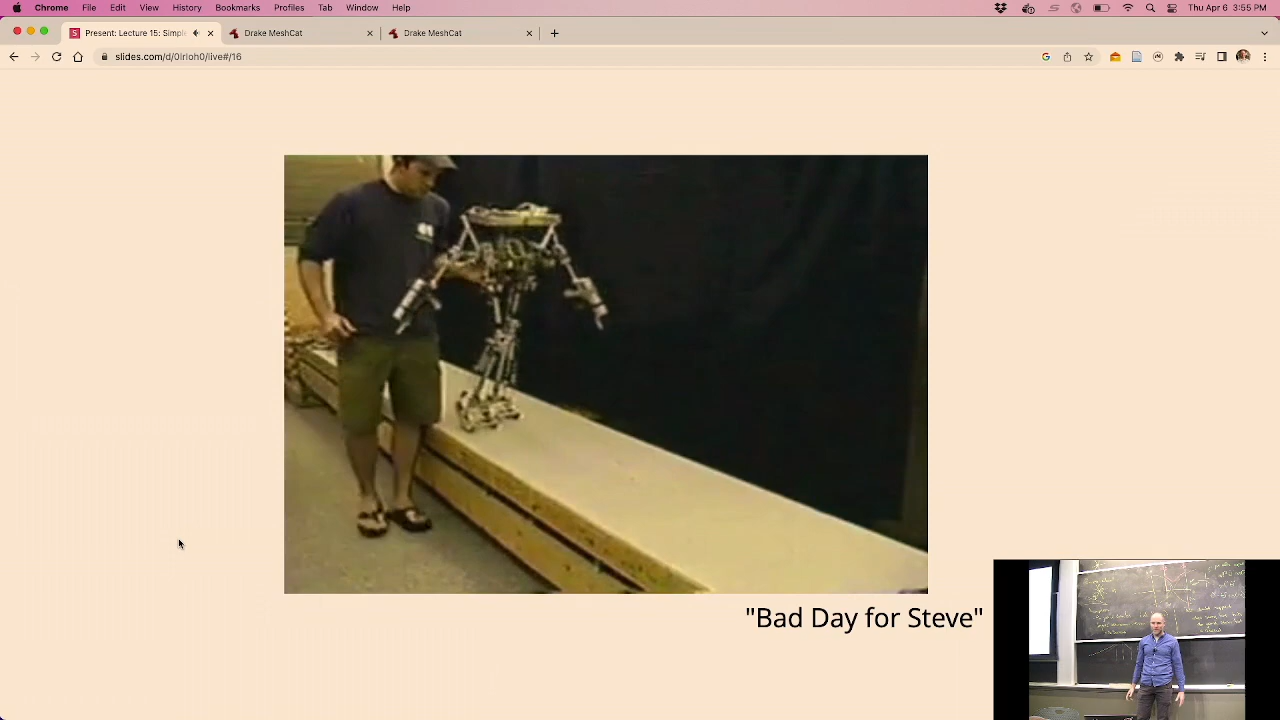 Chrome File Edit View History Bookmarks Profiles Tab Window Help Thu Apr 6 3:55 PM
Present: Lecture 15: Simpl Drake MeshCat Drake MeshCat
slides.com/d/0lrioh0/live#/16
"Bad Day for Steve"